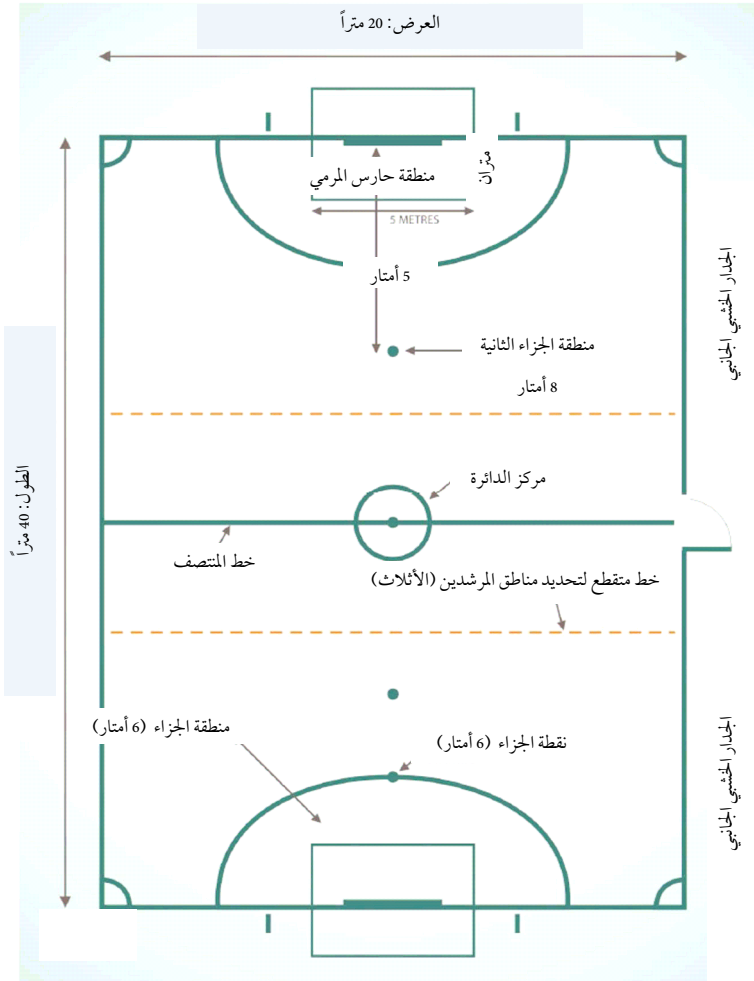 العرض: 20 متراً
متران
منطقة حارس المرمي
5 METRES
5 أمتار
الجدار الخشبي الجانبي
منطقة الجزاء الثانية
8 أمتار
مركز الدائرة
الطول: 40 متراً
خط المنتصف
خط متقطع لتحديد مناطق المرشدين (الأثلاث)
منطقة الجزاء (6 أمتار)
نقطة الجزاء (6 أمتار)
الجدار الخشبي الجانبي